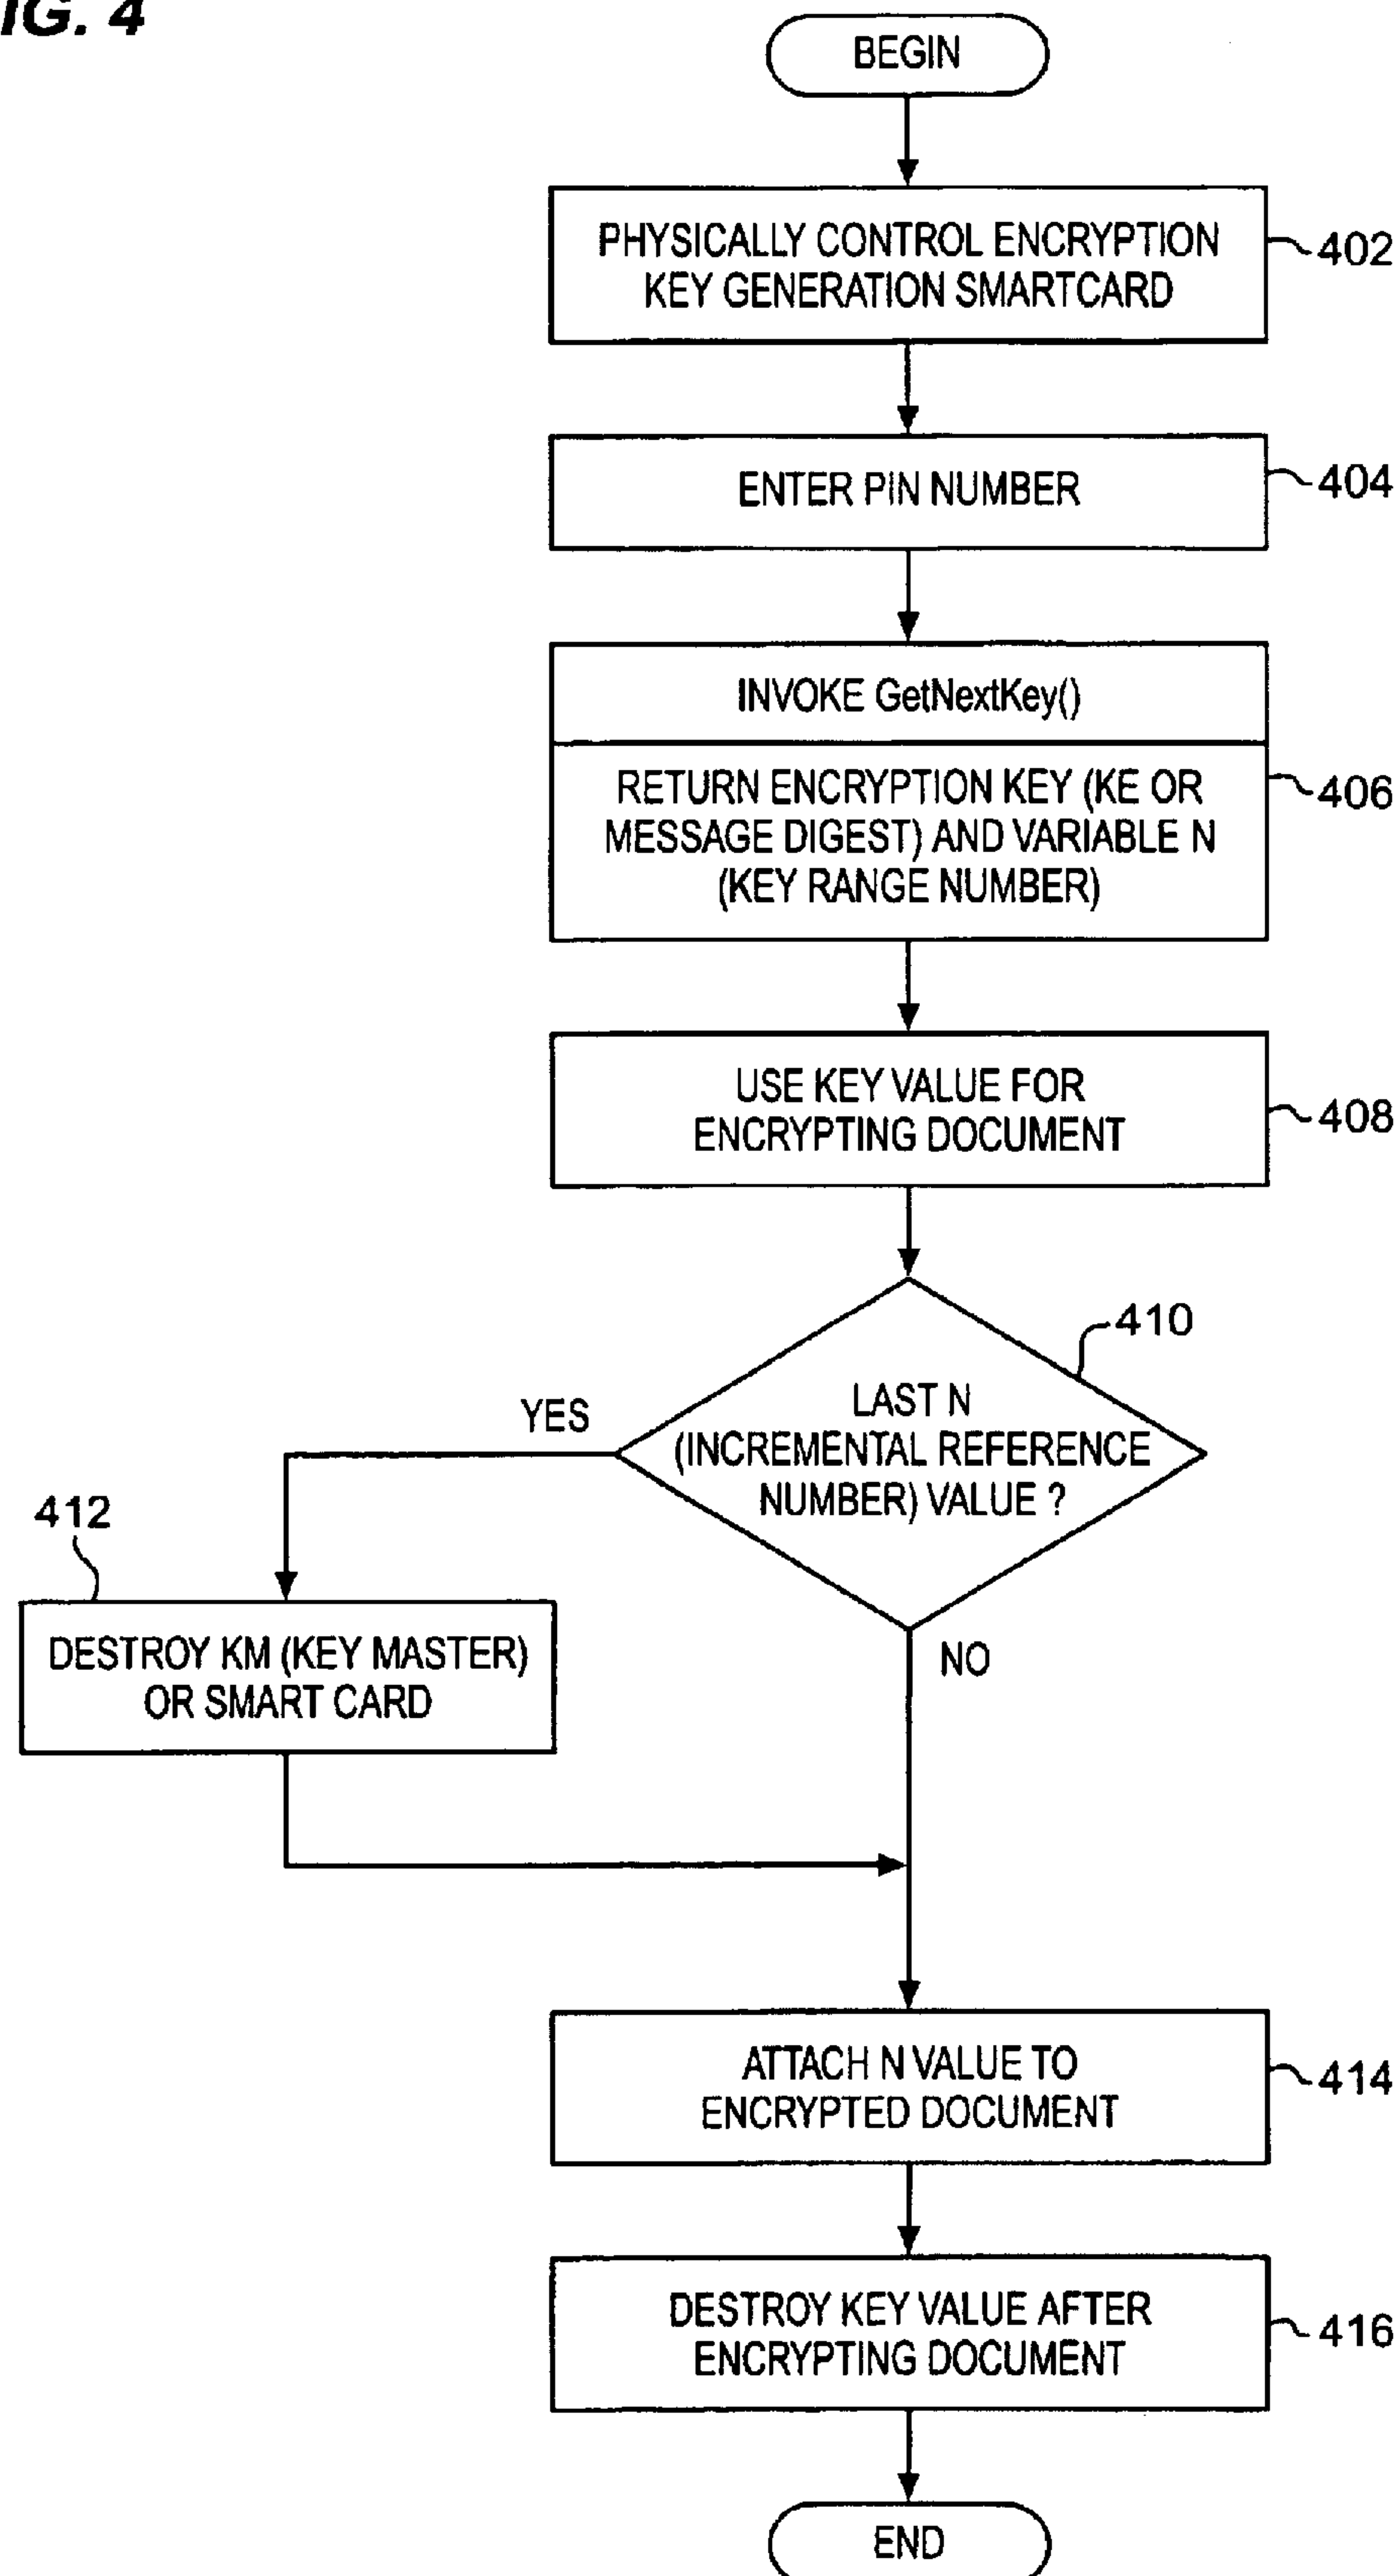 IG. 4
BEGIN
PHYSICALLY CONTROL ENCRYPTION
KEY GENERATION SMARTCARD
402
ENTER PIN NUMBER
404
INVOKE GetNextKey()
RETURN ENCRYPTION KEY (KE OR
MESSAGE DIGEST) AND VARIABLE N
(KEY RANGE NUMBER)
406
USE KEY VALUE FOR
ENCRYPTING DOCUMENT
408
410
LAST N
(INCREMENTAL REFERENCE
NUMBER) VALUE ?
YES
412
DESTROY KM (KEY MASTER)
OR SMART CARD
NO
ATTACH N VALUE TO
ENCRYPTED DOCUMENT
414
DESTROY KEY VALUE AFTER
ENCRYPTING DOCUMENT
416
END